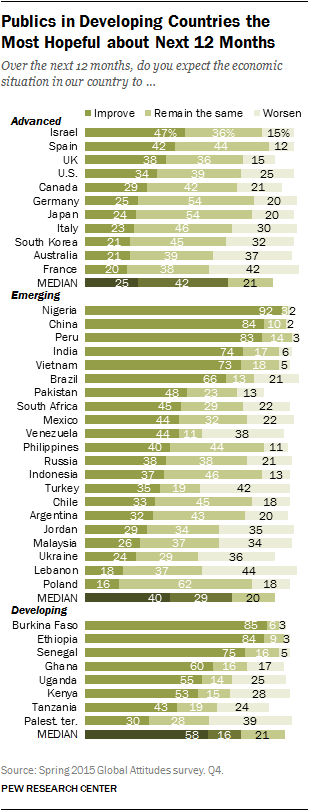 Publics in Developing Countries the
Most Hopeful about Next 12 Months
Over the next 12 months, do you expect the economic
situation in our country to ...
Improve Remain the same Worsen
Advanced
Israel 47% 36% 15%
Spain 42 44 12
UK 38 36 15
U.S. 34 39 25
Canada 29 42 21
Germany 25 54 20
Japan 24 54 20
Italy 23 46 30
South Korea 21 45 32
Australia 21 39 37
France 20 38 42
MEDIAN 25 42 21
Emerging
Nigeria 92 3 2
China 84 10 2
Peru 83 14 3
India 74 17 6
Vietnam 73 18 5
Brazil 66 13 21
Pakistan 48 23 13
South Africa 45 29 22
Mexico 44 32 22
Venezuela 44 11 38
Philippines 40 44 11
Russia 38 38 21
Indonesia 37 46 13
Turkey 35 19 42
Chile 33 45 18
Argentina 32 43 20
Jordan 29 34 35
Malaysia 26 37 34
Ukraine 24 29 36
Lebanon 18 37 44
Poland 16 62 18
MEDIAN 40 29 20
Developing
Burkina Faso 85 6 3
Ethiopia 84 9 3
Senegal 75 16 5
Ghana 60 16 17
Uganda 55 14 25
Kenya 53 15 28
Tanzania 43 19 24
Palest. ter. 30 28 39
MEDIAN 58 16 21
Source: Spring 2015 Global Attitudes survey. Q4.
PEW RESEARCH CENTER